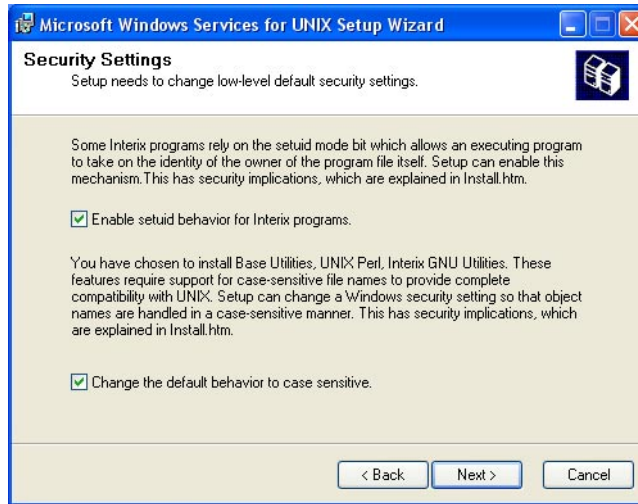 Microsoft Windows Services for UNIX Setup Wizard
Security Settings
Setup needs to change low-level default security settings.
Some Interix programs rely on the setuid mode bit which allows an executing program
to take on the identity of the owner of the program file itself. Setup can enable this
mechanism.This has security implications, which are explained in Install.htm.
Enable setuid behavior for Interix programs.
You have chosen to install Base Utilities, UNIX Perl, Interix GNU Utilities. These
features require support for case-sensitive file names to provide complete
compatibility with UNIX. Setup can change a Windows security setting so that object
names are handled in a case-sensitive manner. This has security implications, which
are explained in Install.htm.
Change the default behavior to case sensitive.
< Back Next > Cancel